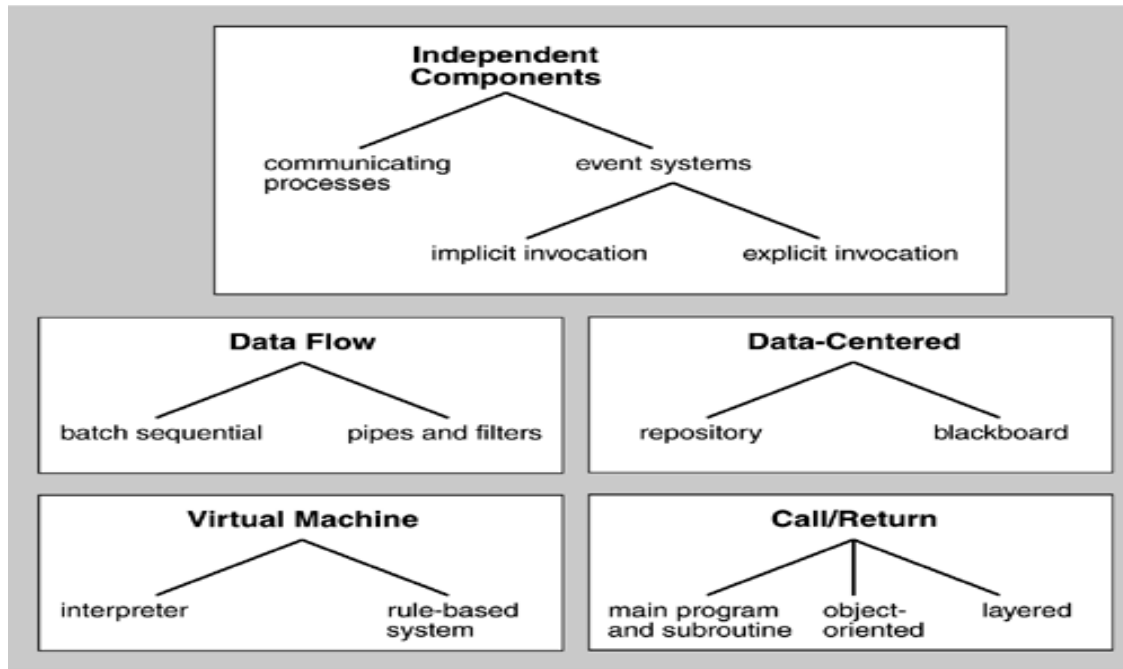 Independent
Components
communicating
processes
event systems
implicit invocation
explicit invocation
Data Flow
batch sequential
pipes and filters
Data-Centered
repository
blackboard
Virtual Machine
interpreter
rule-based
system
Call/Return
main program
and subroutine
object-
oriented
layered